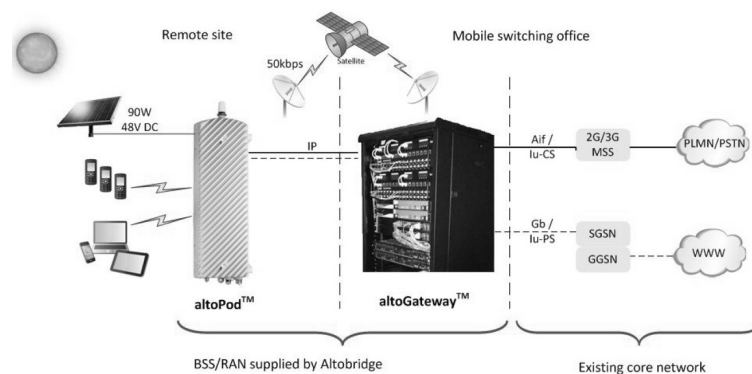 Remote site
Mobile switching office
Satellite
50kbps
90W
48V DC
IP
Aif /
Iu-CS
2G/3G
MSS
PLMN/PSTN
Gb /
Iu-PS
SGSN
GGSN
WWW
altoPod™
altoGateway™
BSS/RAN supplied by Altobridge
Existing core network